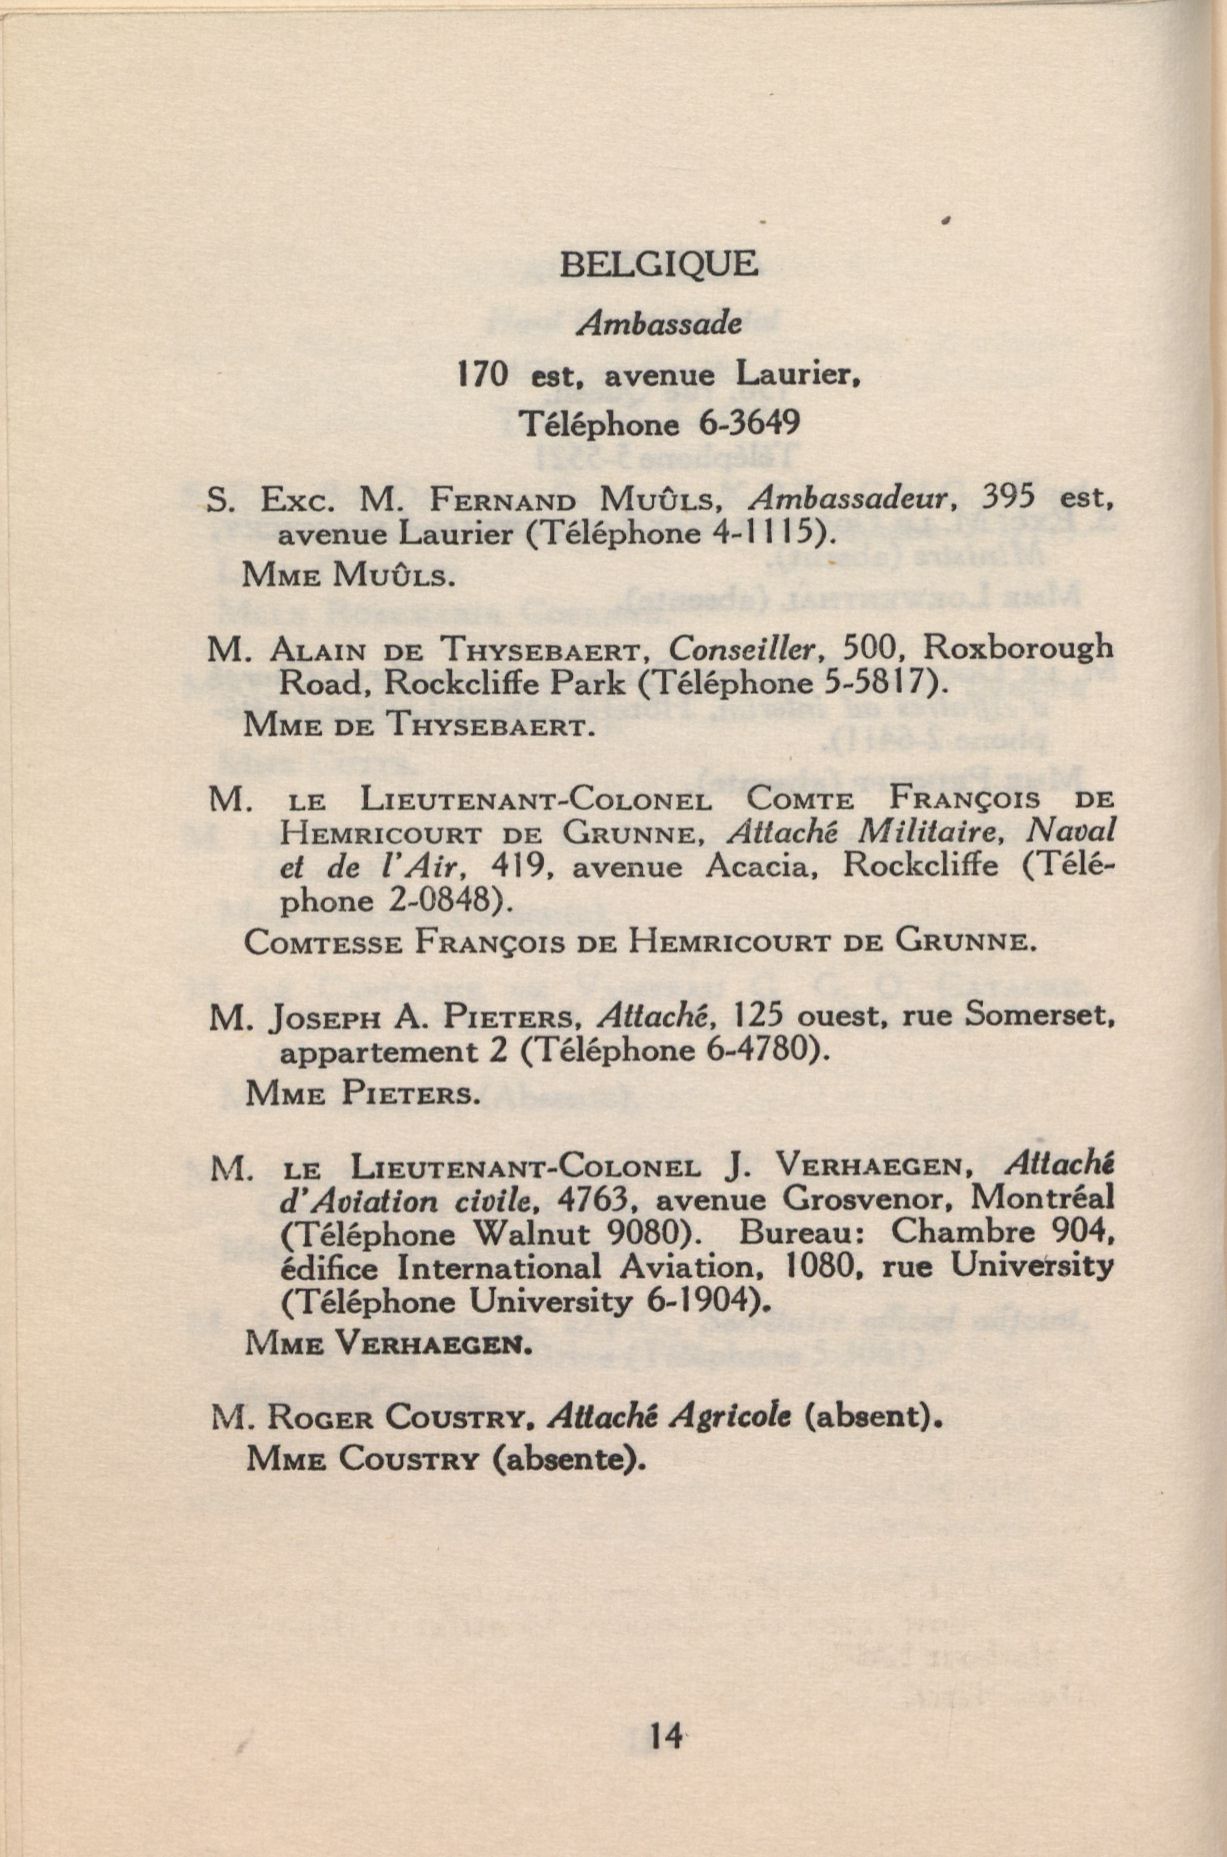 BELGIQUE
Ambassade
170 est, avenue Laurier,
Téléphone 6-3649
S. Exc. M. Fernand Muûls, Ambassadeur, 395 est,
avenue Laurier (Téléphone 4-1115).
Mme Muûls.
M. Alain de Thysebaert, Conseiller, 500, Roxborough
Road, Rockcliffe Park (Téléphone 5-5817).
Mme de Thysebaert.
M. le Lieutenant-Colonel Comte François de
Hemricourt de Grunne, Attaché Militaire, Naval
et de l'Air, 419, avenue Acacia, Rockcliffe (Télé-
phone 2-0848).
Comtesse François de Hemricourt de Grunne.
M. Joseph A. Pieters, Attaché, 125 ouest, rue Somerset,
appartement 2 (Téléphone 6-4780).
Mme Pieters.
M. le Lieutenant-Colonel J. Verhaegen, Attaché
d'Aviation civile, 4763, avenue Grosvenor, Montréal
(Téléphone Walnut 9080). Bureau: Chambre 904,
édifice International Aviation, 1080, rue University
(Téléphone University 6-1904).
Mme Verhaegen.
M. Roger Coustry, Attaché Agricole (absent).
Mme Coustry (absente).
14